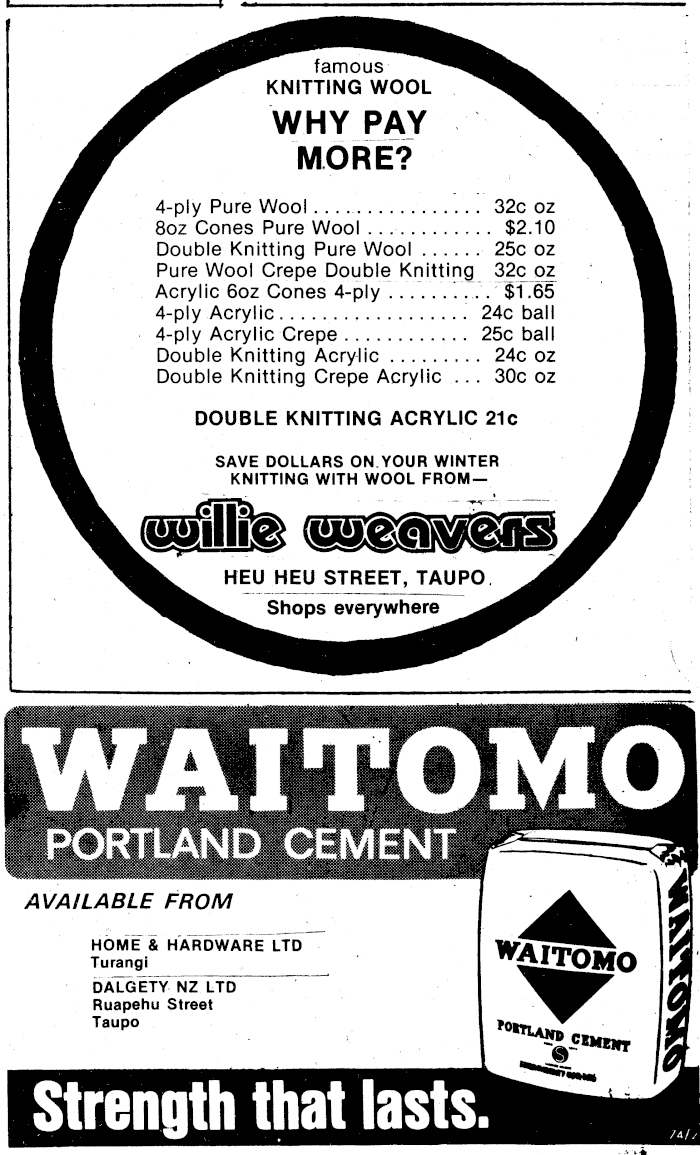 famous
KNITTING WOOL
WHY PAY
MORE?
4-ply Pure Wool ................. 32c oz
8oz Cones Pure Wool ............ $2.10
Double Knitting Pure Wool ...... 25c oz
Pure Wool Crepe Double Knitting 32c oz
Acrylic 6oz Cones 4-ply .......... $1.65
4-ply Acrylic ................... 24c ball
4-ply Acrylic Crepe ............ 25c ball
Double Knitting Acrylic ......... 24c oz
Double Knitting Crepe Acrylic ... 30c oz
DOUBLE KNITTING ACRYLIC 21c
SAVE DOLLARS ON YOUR WINTER
KNITTING WITH WOOL FROM—
willie weavers
HEU HEU STREET, TAUPO.
Shops everywhere
WAITOMO
PORTLAND CEMENT
AVAILABLE FROM
HOME & HARDWARE LTD
Turangi
DALGETY NZ LTD
Ruapehu Street
Taupo
WAITOMO
PORTLAND CEMENT
WAITOMO
Strength that lasts.